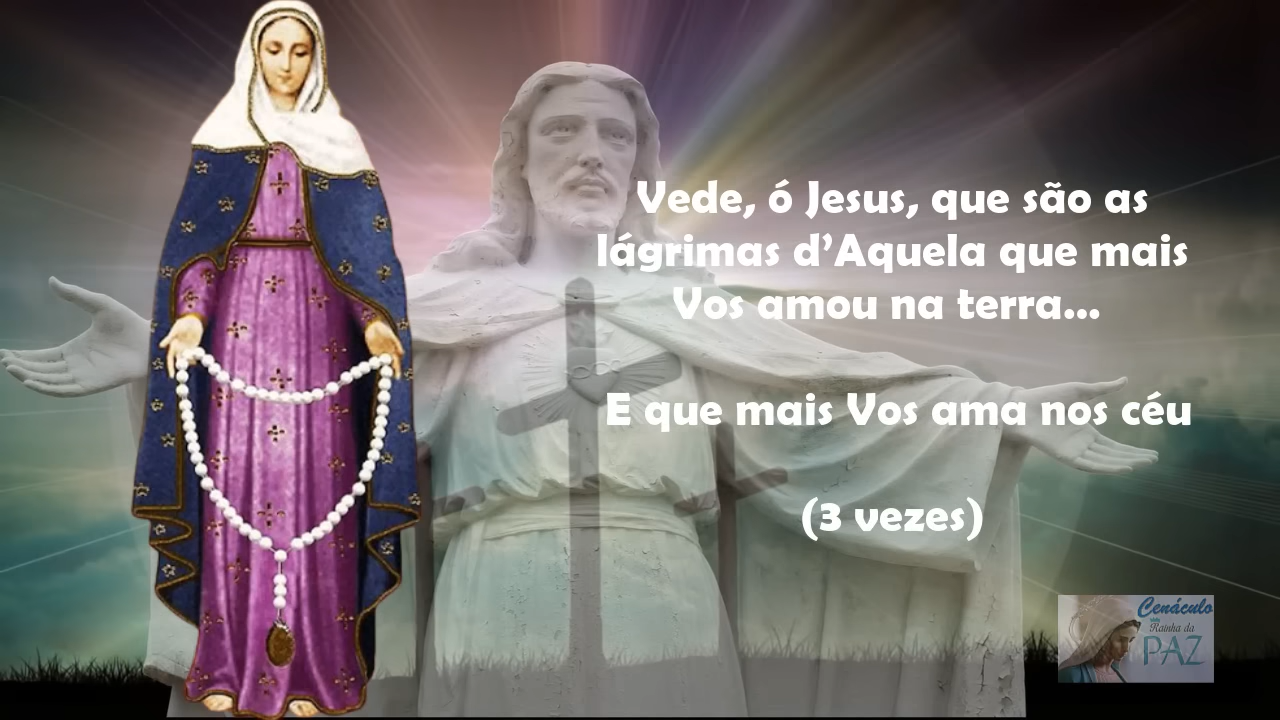 Vede, ó Jesus, que são as
lágrimas d’Aquela que mais
Vos amou na terra...
E que mais Vos ama nos céu
(3 vezes)
Cenáculo
Rainha da
PAZ